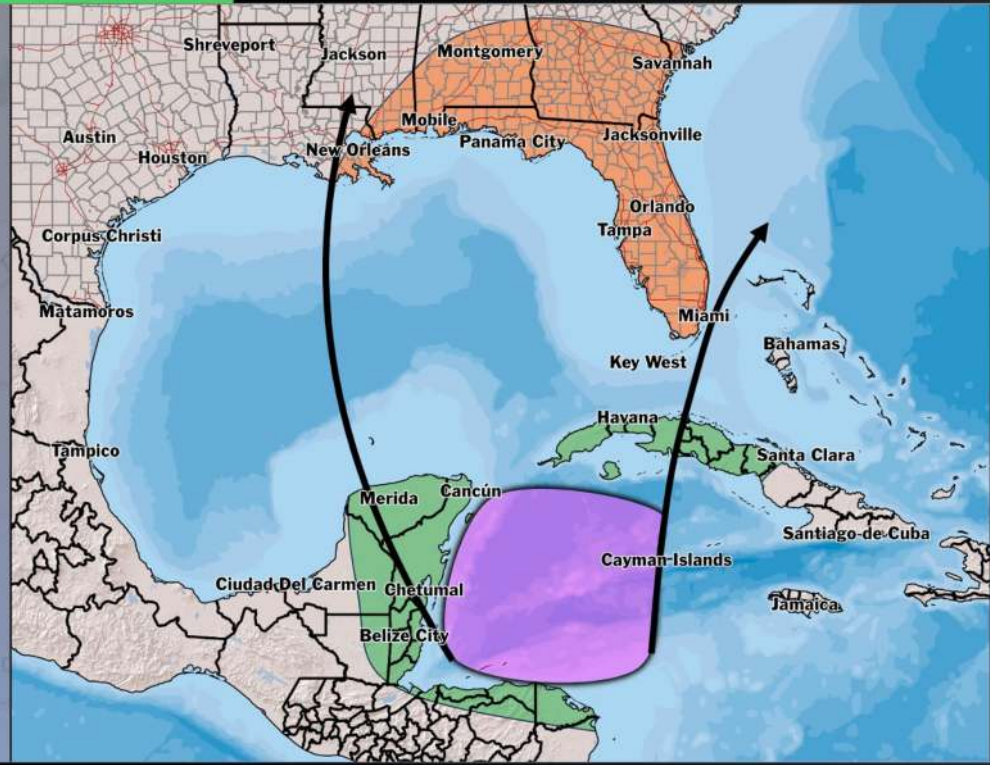 Shreveport
Jackson
Montgomery
Savannah
Austin
Houston
New Orleans
Mobile
Panama City
Jacksonville
Corpus Christi
Orlando
Tampa
Matamoros
Miami
Key West
Bahamas
Tampico
Havana
Santa Clara
Merida
Cancún
Santiago de Cuba
Ciudad Del Carmen
Chetumal
Cayman Islands
Jamaica
Belize City